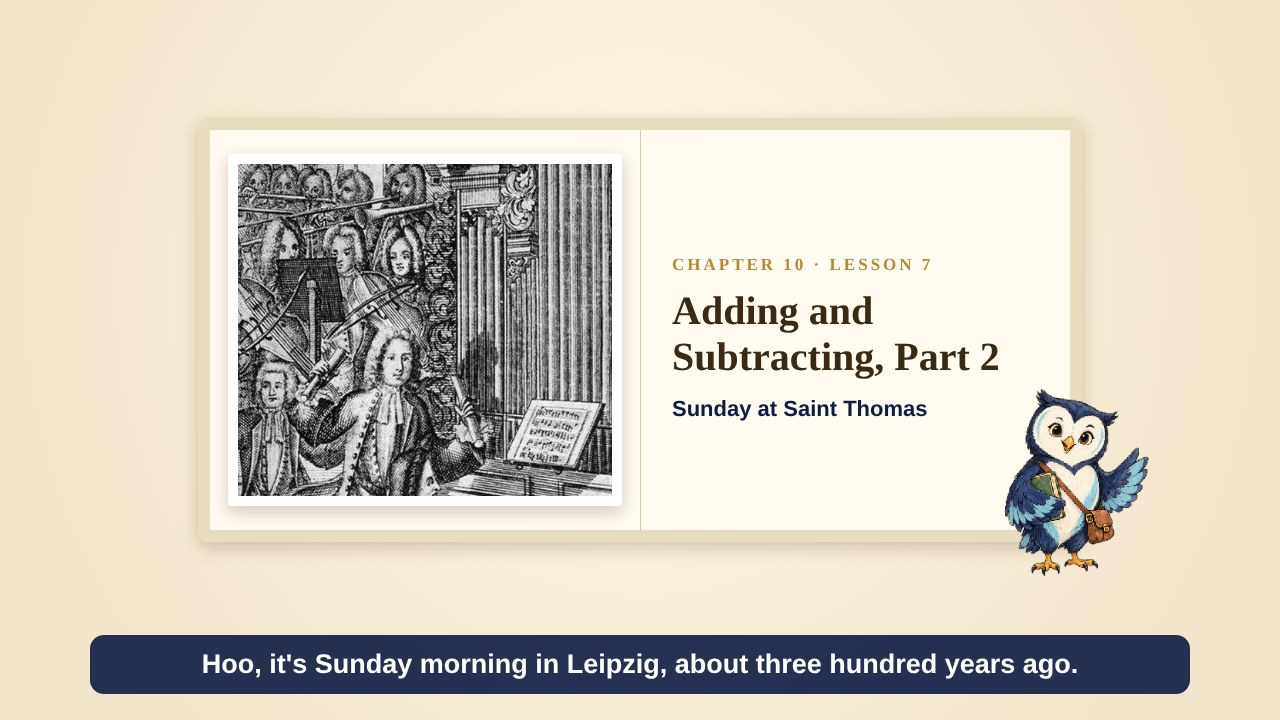 CHAPTER 10 · LESSON 7
Adding and
Subtracting, Part 2
Sunday at Saint Thomas
Hoo, it's Sunday morning in Leipzig, about three hundred years ago.